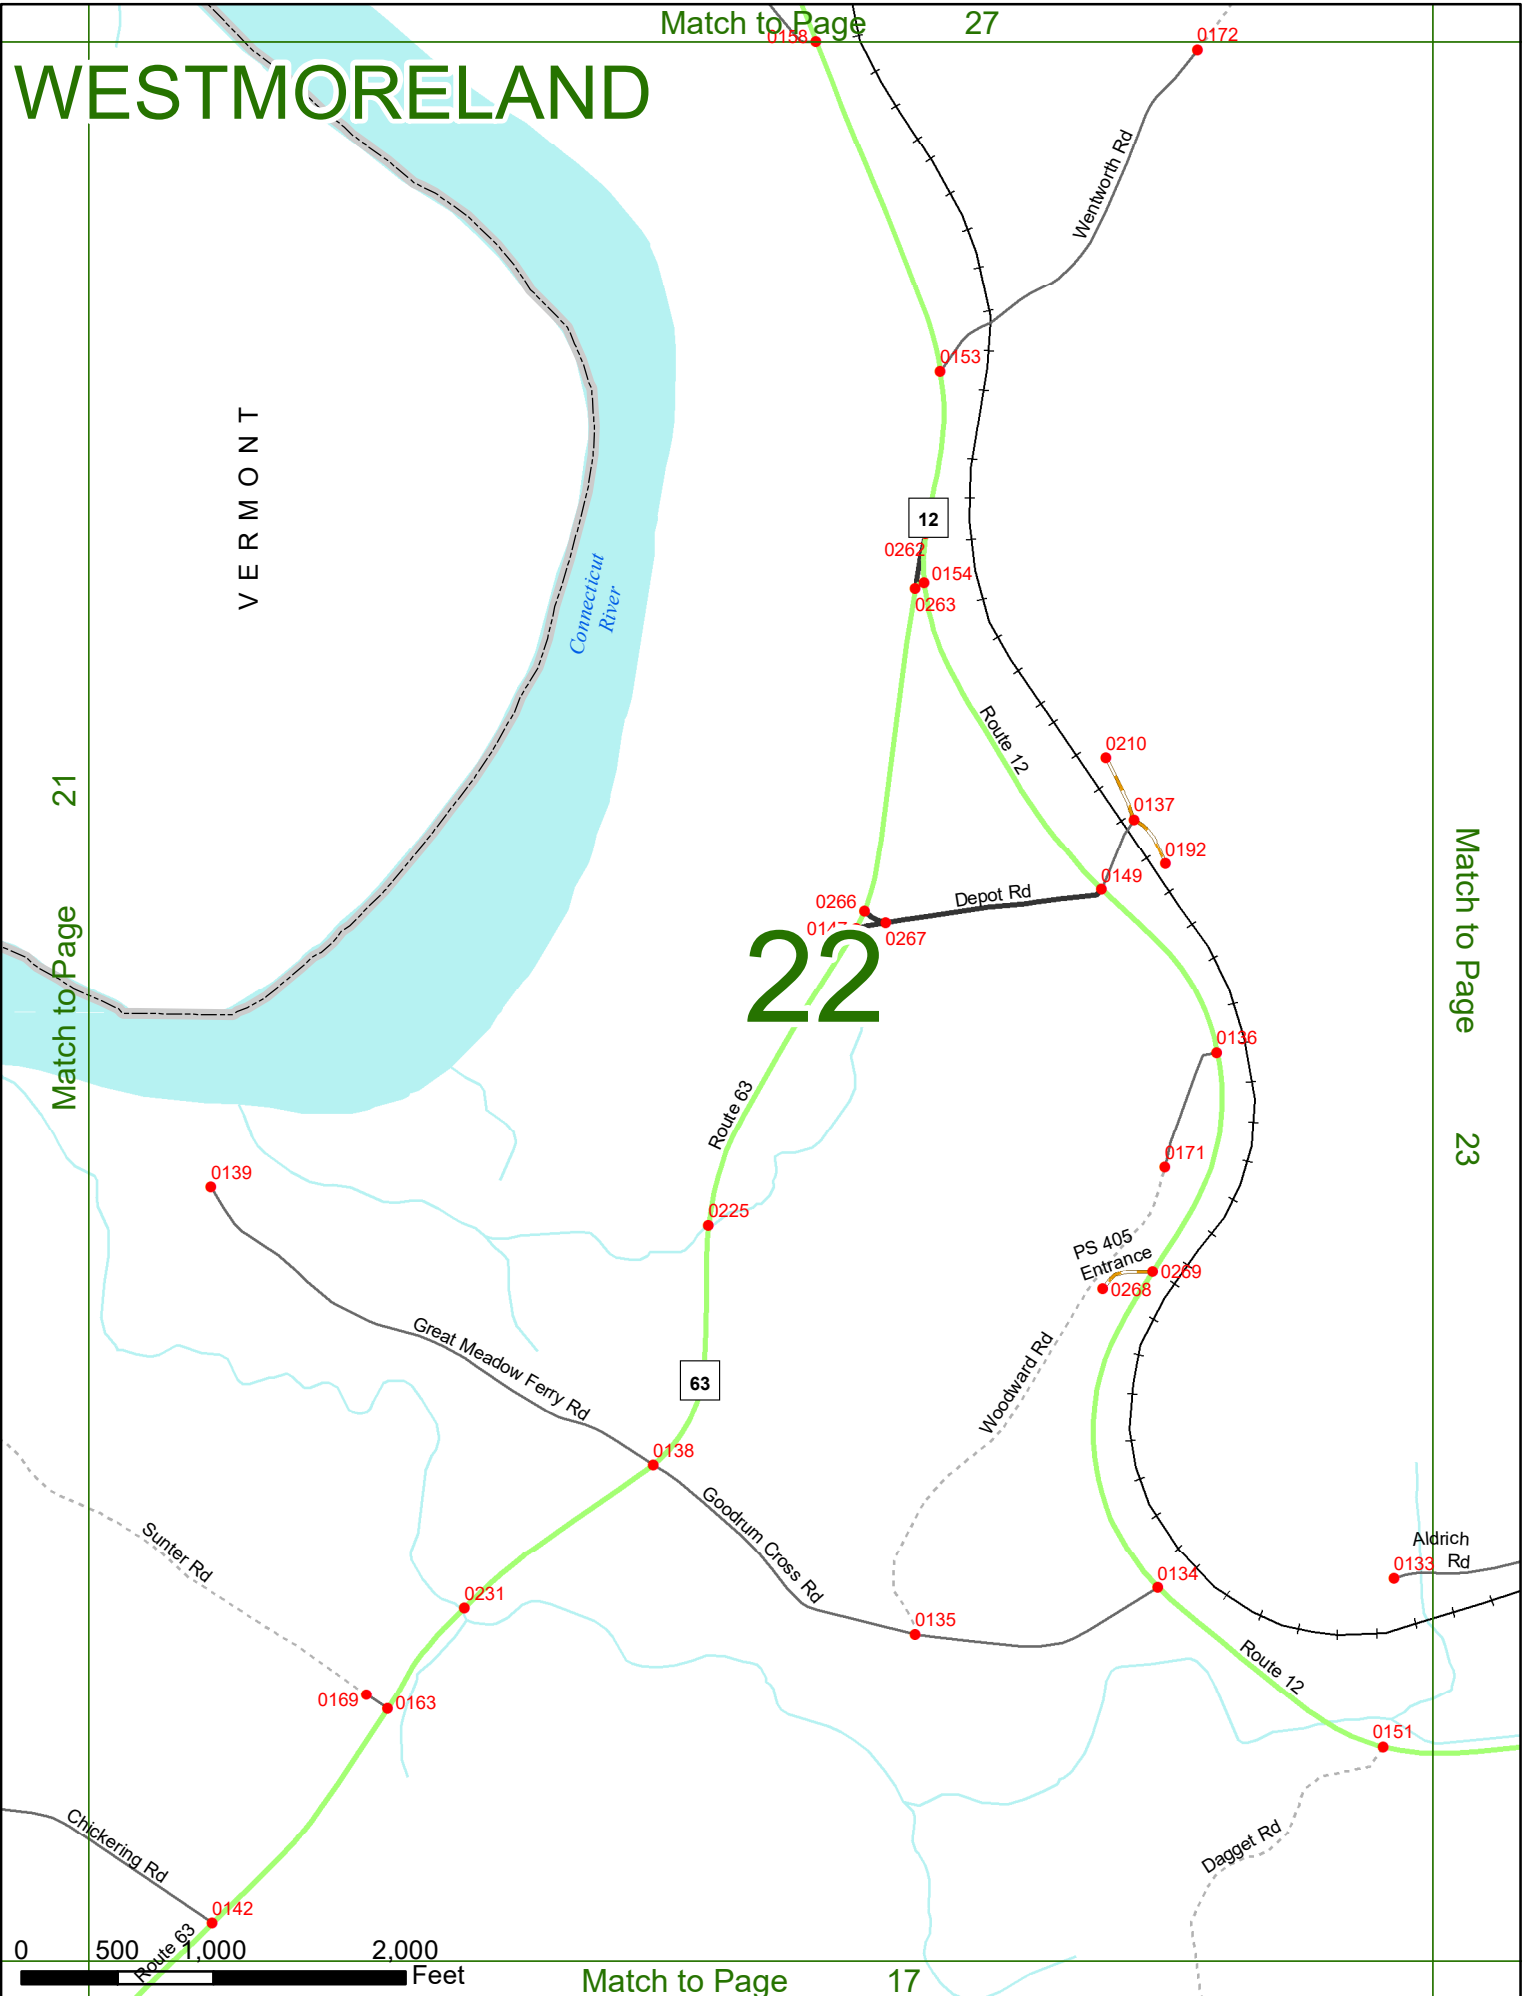 Match to Page 27
0158
0172
WESTMORELAND
Wentworth Rd
0153
VERMONT
12
0262
0154
0263
Connecticut
River
Route 12
0210
21
0137
0192
0149
Depot Rd
0266
0267
22
Match to Page
Match to Page
23
0136
Route 63
0171
0139
0225
PS 405
Entrance
0269
0268
Great Meadow Ferry Rd
Woodward Rd
63
0138
Goodrum Cross Rd
Sunter Rd
Aldrich
Rd
0133
0134
0231
0135
Route 12
0169
0163
0151
Chickering Rd
Dagget Rd
0142
Route 63
0 500 1,000 2,000
Feet
Match to Page 17